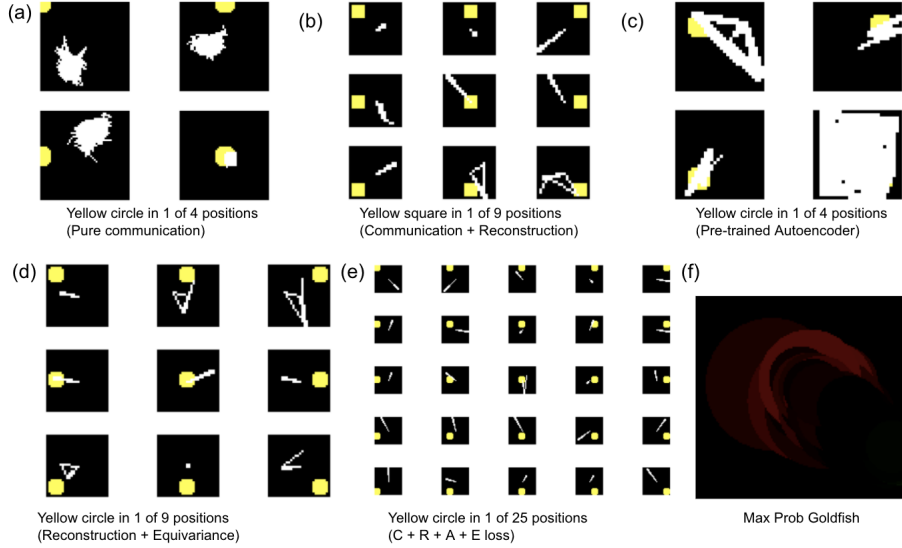 (a)
(b)
(c)
Yellow circle in 1 of 4 positions
(Pure communication)
Yellow square in 1 of 9 positions
(Communication + Reconstruction)
Yellow circle in 1 of 4 positions
(Pre-trained Autoencoder)
(d)
(e)
(f)
Yellow circle in 1 of 9 positions
(Reconstruction + Equivariance)
Yellow circle in 1 of 25 positions
(C + R + A + E loss)
Max Prob Goldfish